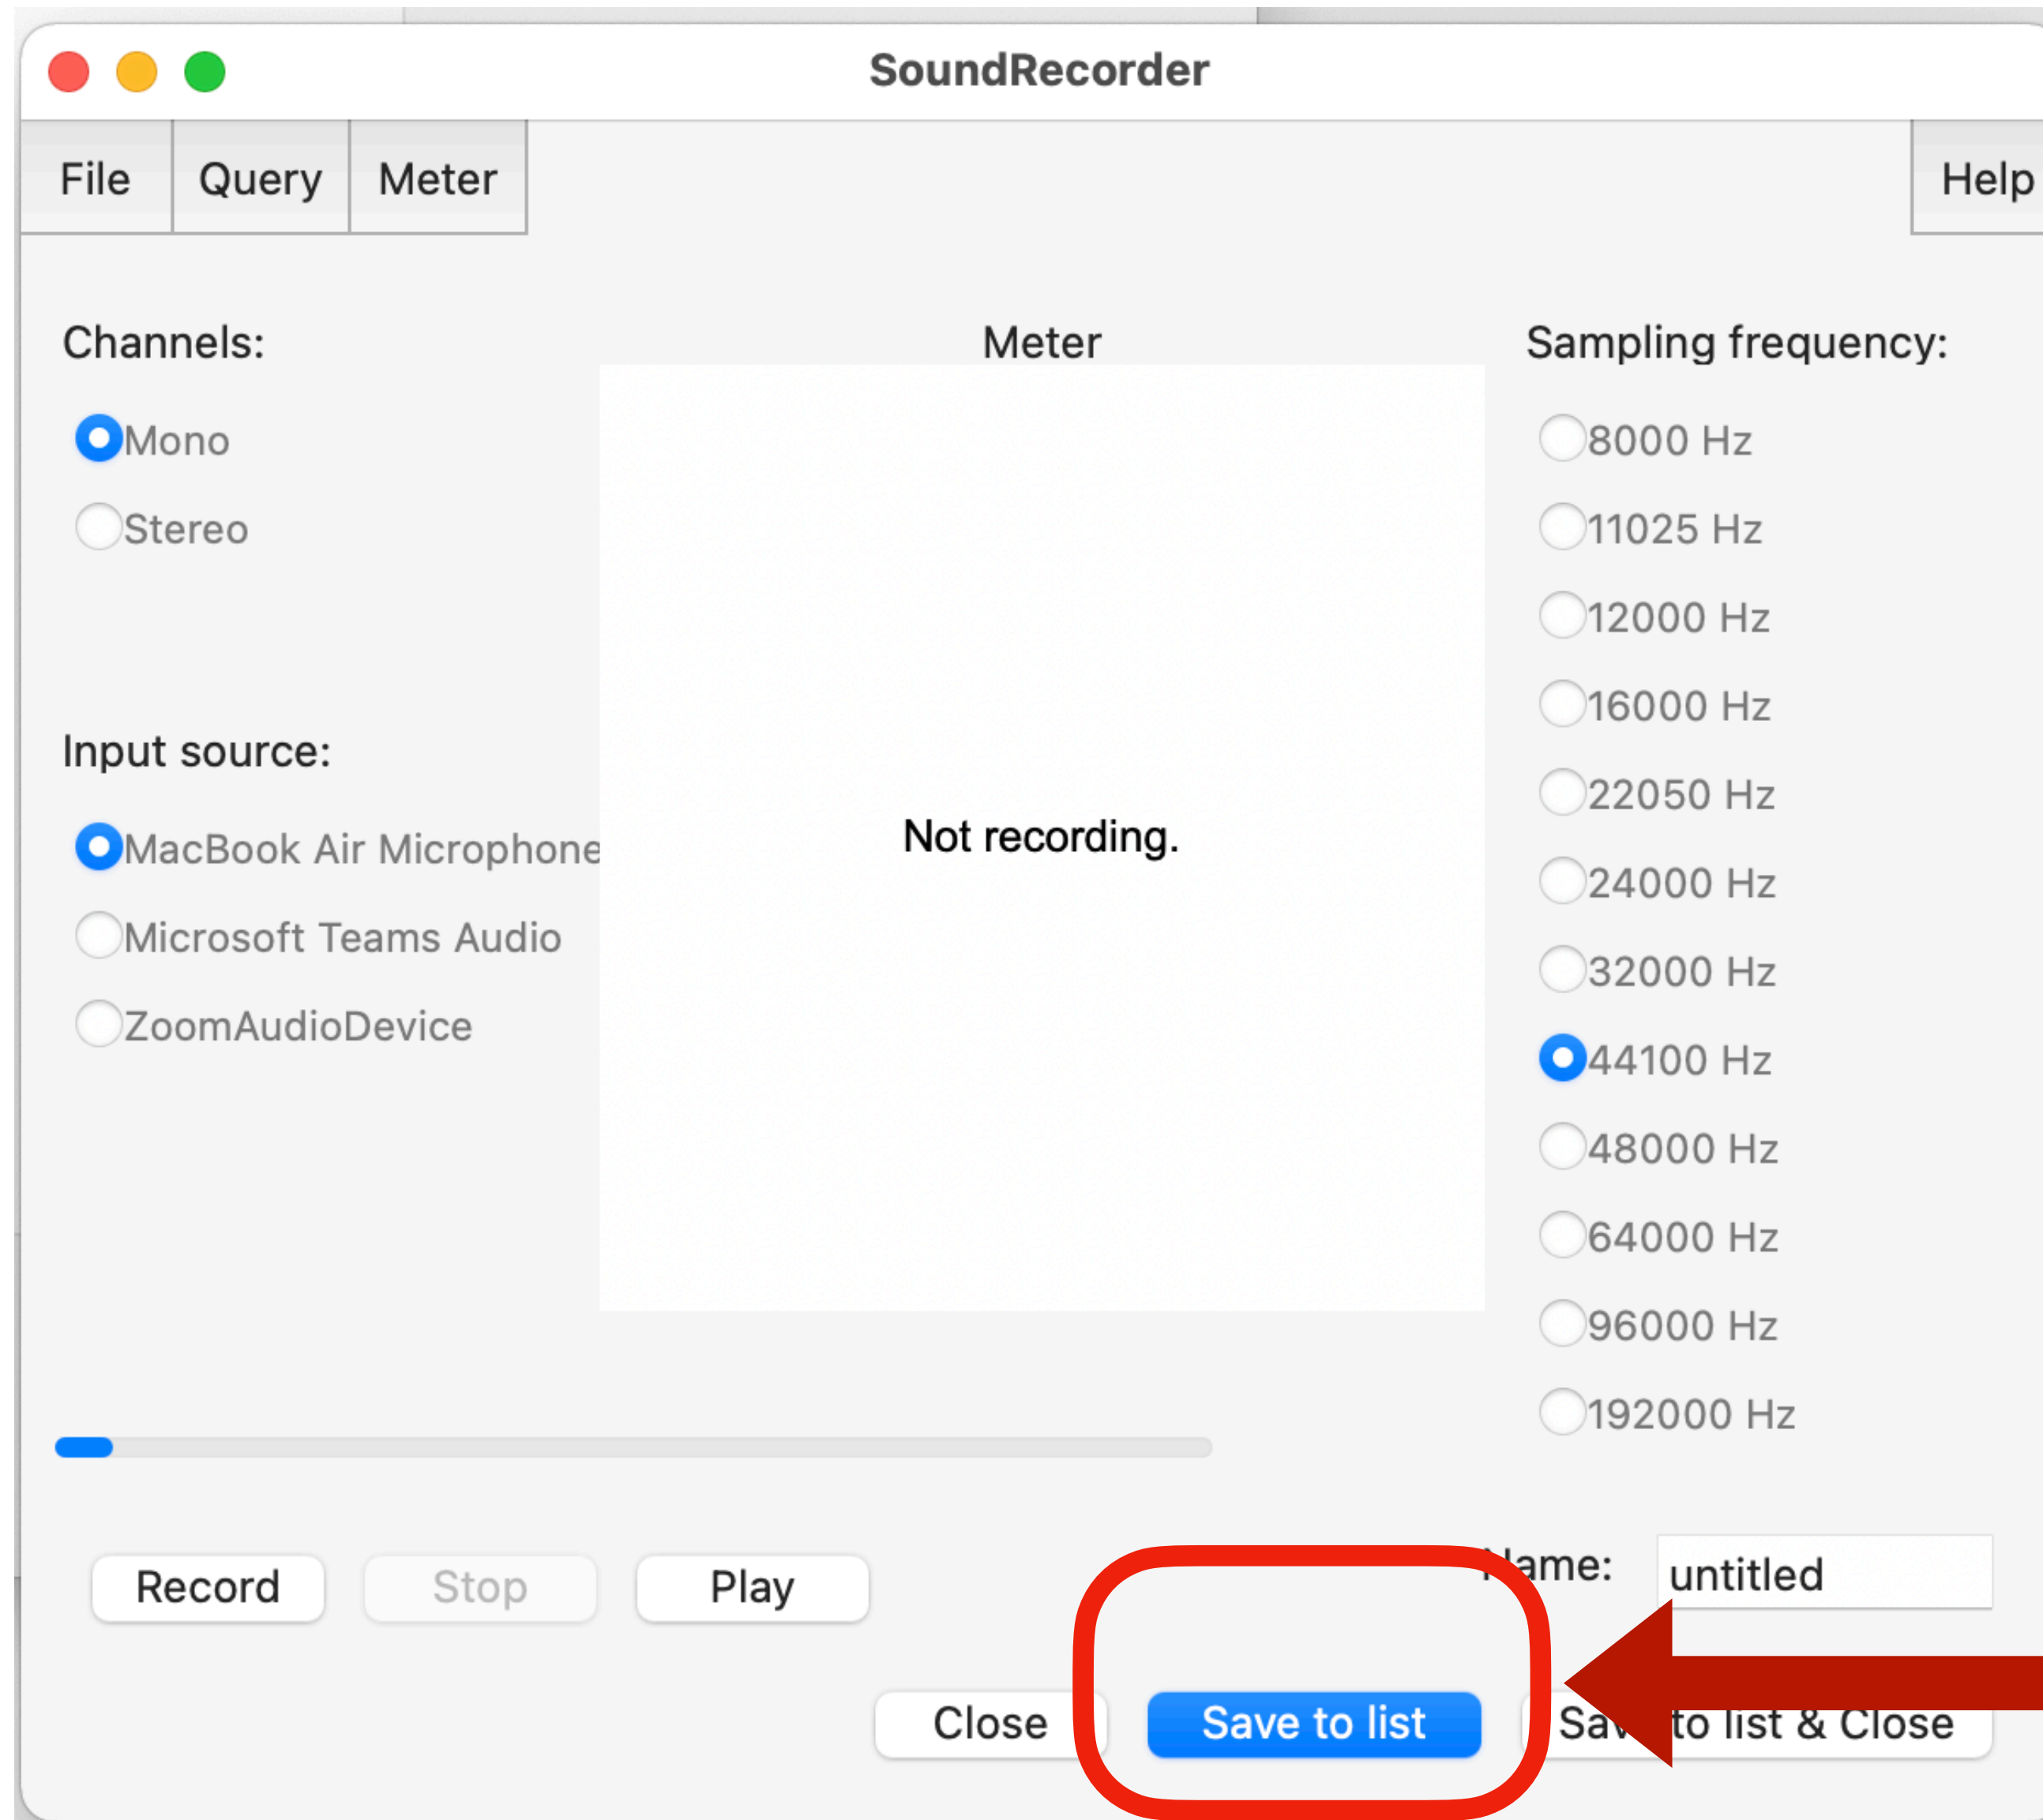 SoundRecorder
File Query Meter Help
Channels:
Mono
Stereo
Input source:
MacBook Air Microphone
Microsoft Teams Audio
ZoomAudioDevice
Meter
Not recording.
Sampling frequency:
8000 Hz
11025 Hz
12000 Hz
16000 Hz
22050 Hz
24000 Hz
32000 Hz
44100 Hz
48000 Hz
64000 Hz
96000 Hz
192000 Hz
Record Stop Play
Name: untitled
Close Save to list Save to list & Close